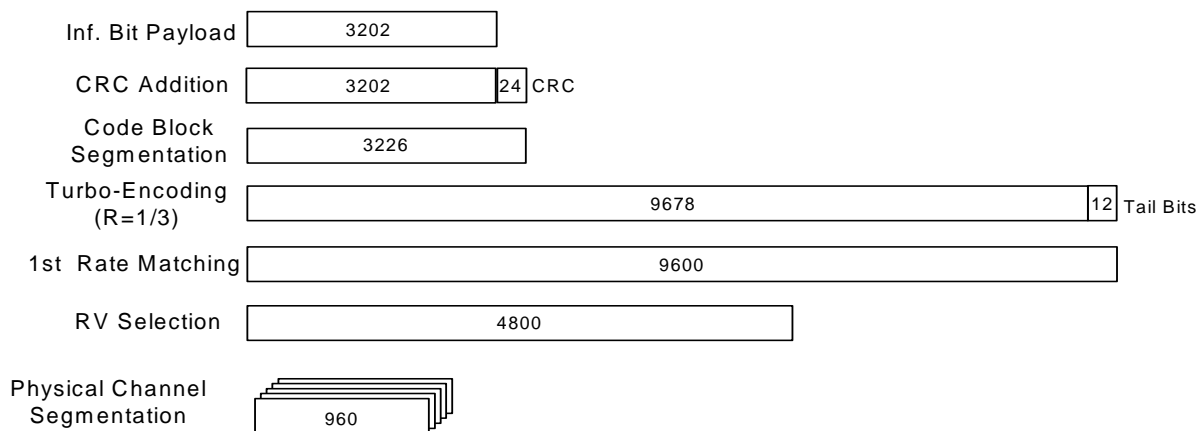 Inf. Bit Payload
3202
CRC Addition
3202
24
CRC
Code Block
Segmentation
3226
Turbo-Encoding
(R=1/3)
9678
12
Tail Bits
1st Rate Matching
9600
RV Selection
4800
Physical Channel
Segmentation
960